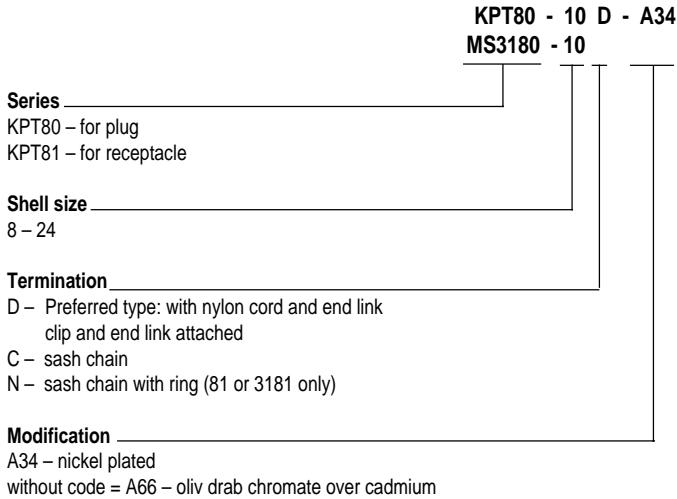 KPT80 - 10 D - A34
MS3180 - 10
Series
KPT80 – for plug
KPT81 – for receptacle
Shell size
8 – 24
Termination
D – Preferred type: with nylon cord and end link
clip and end link attached
C – sash chain
N – sash chain with ring (81 or 3181 only)
Modification
A34 – nickel plated
without code = A66 – oliv drab chromate over cadmium